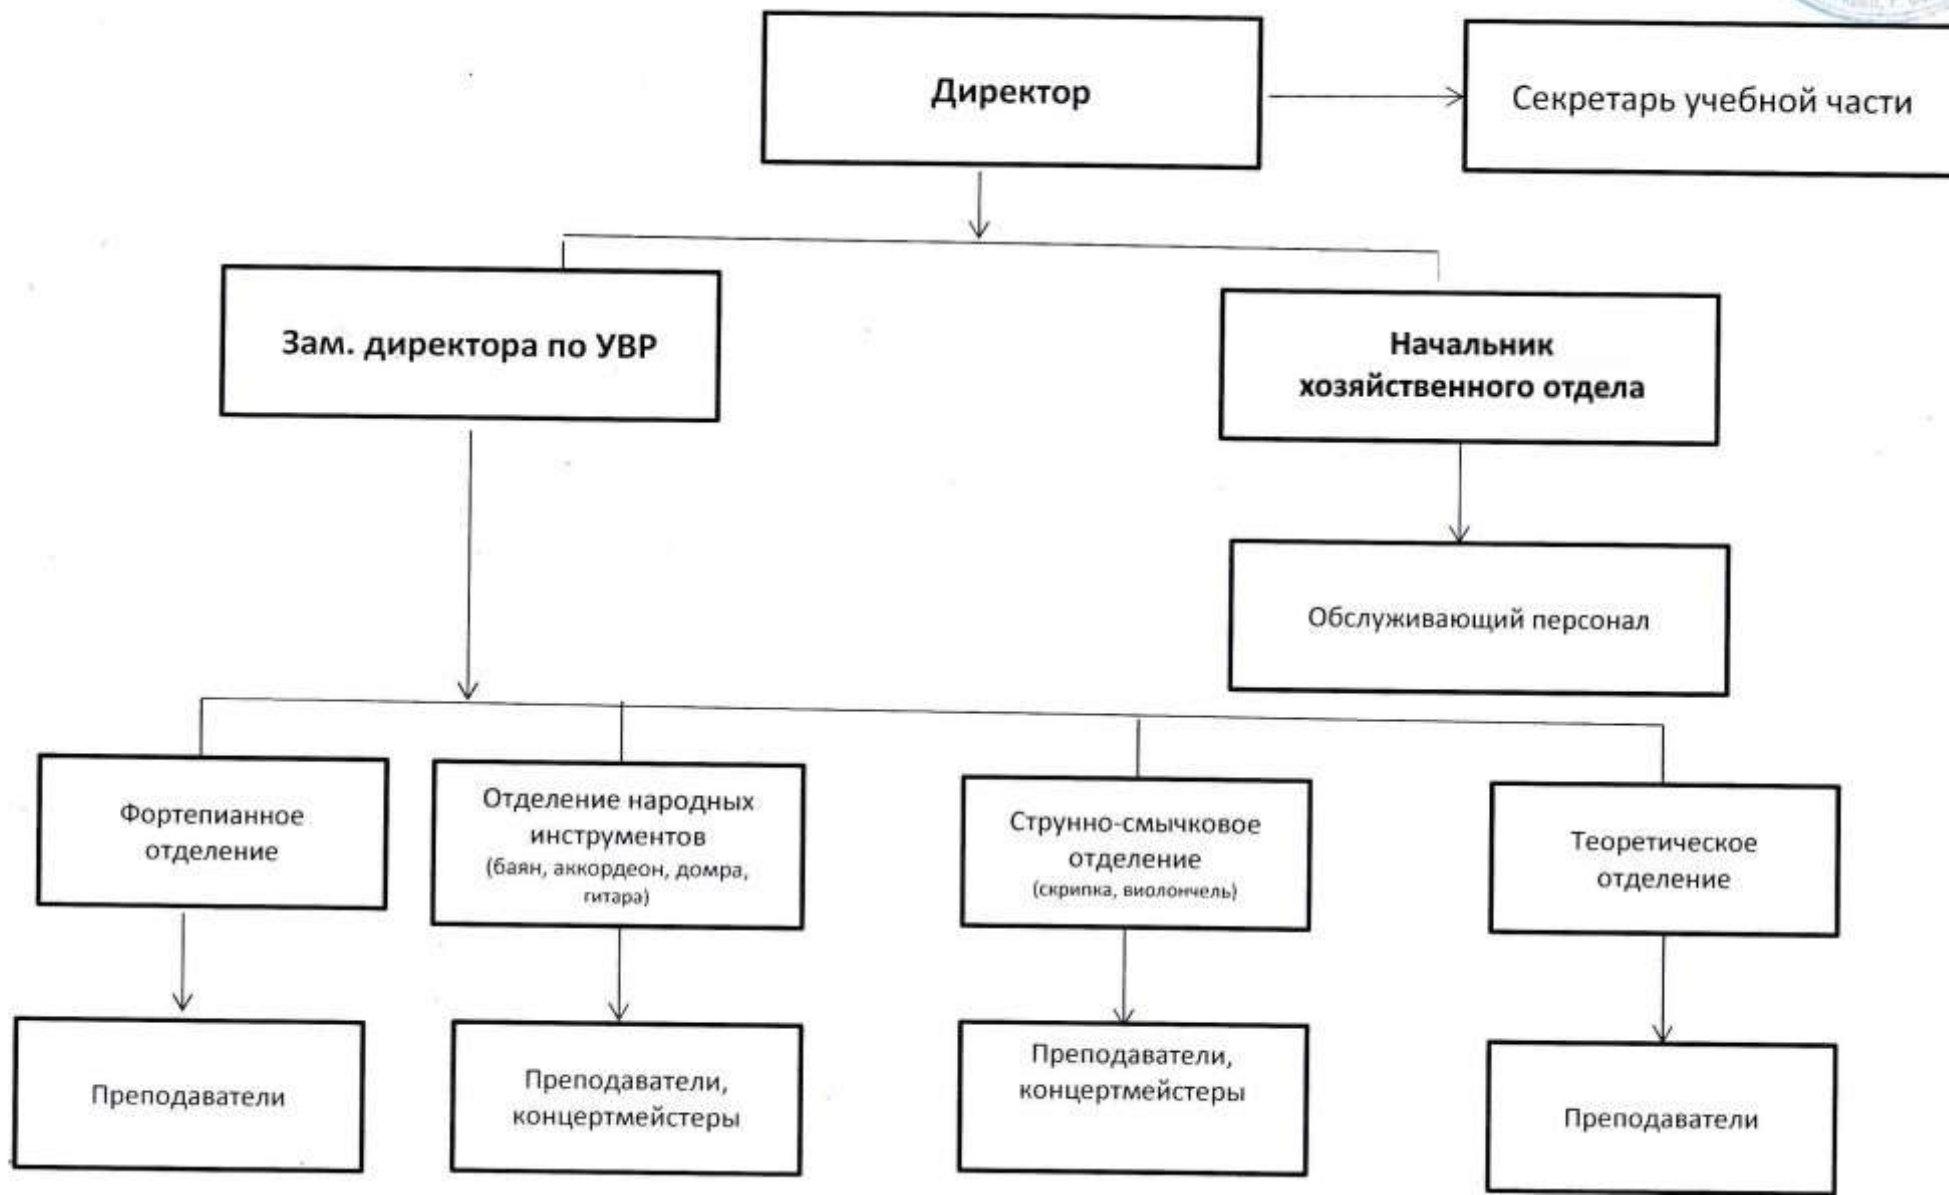 Директор
Секретарь учебной части
Зам. директора по УВР
Начальник
хозяйственного отдела
Обслуживающий персонал
Фортепианное
отделение
Отделение народных
инструментов
(баян, аккордеон, домра,
гитара)
Струнно-смычковое
отделение
(скрипка, виолончель)
Теоретическое
отделение
Преподаватели
Преподаватели,
концертмейстеры
Преподаватели,
концертмейстеры
Преподаватели